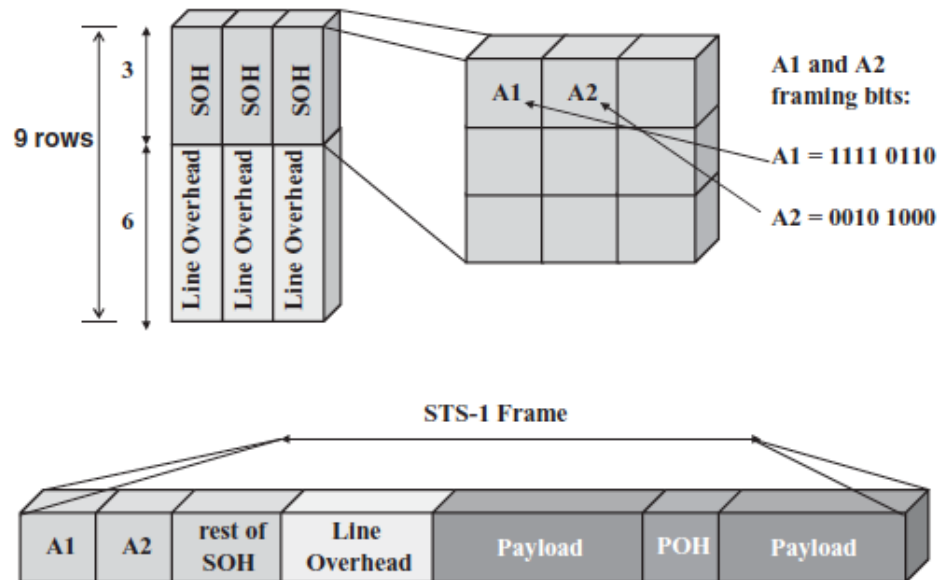 3
9 rows
6
SOH
SOH
SOH
Line Overhead
Line Overhead
Line Overhead
A1 A2
A1 and A2
framing bits:
A1 = 1111 0110
A2 = 0010 1000
STS-1 Frame
A1 A2 rest of SOH Line Overhead Payload POH Payload